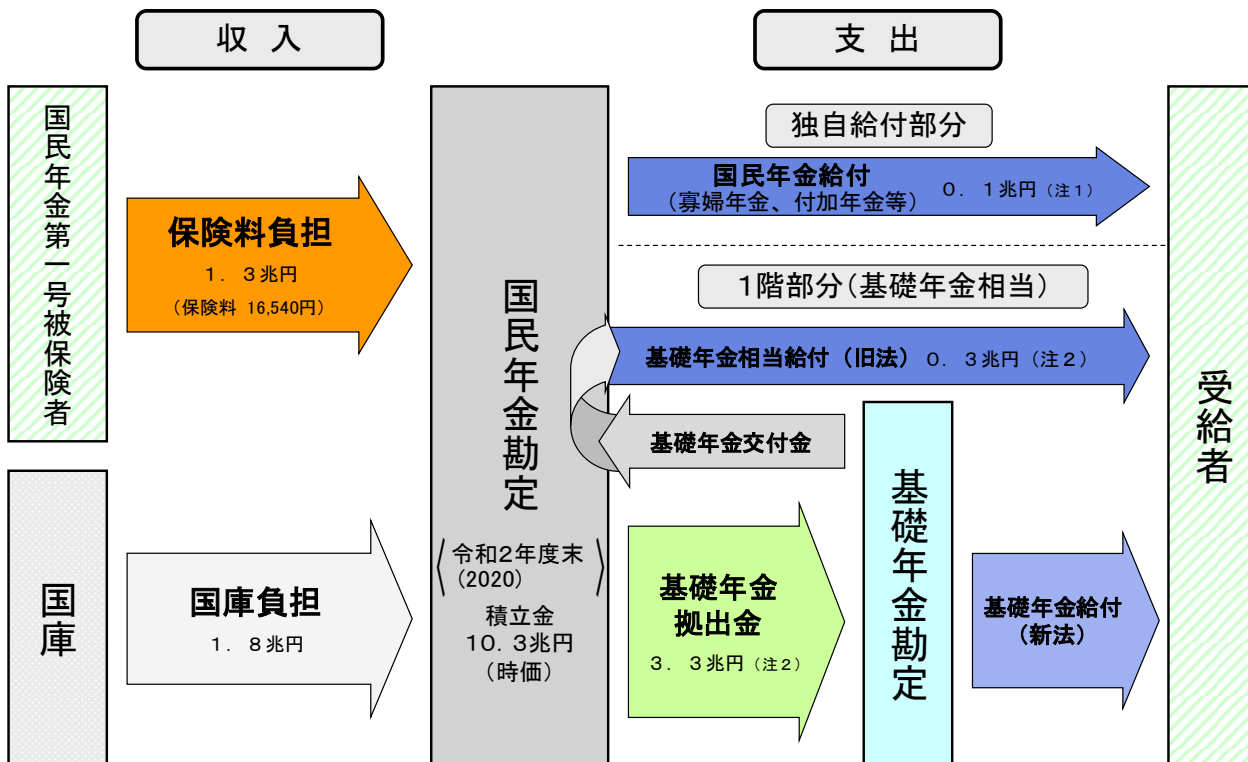 収 入
支 出
国民年金第一号被保険者
保険料負担
1. 3兆円
(保険料 16,540円)
国庫
国庫負担
1. 8兆円
国民年金勘定
令和2年度末
(2020)
積立金
10.3兆円
(時価)
独自給付部分
国民年金給付
(寡婦年金、付加年金等) 0. 1兆円(注1)
1階部分(基礎年金相当)
基礎年金相当給付(旧法) 0. 3兆円(注2)
基礎年金交付金
基礎年金
拠出金
3. 3兆円(注2)
基礎年金勘定
基礎年金給付
(新法)
受給者